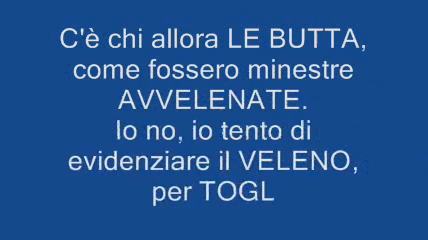 C'è chi allora LE BUTTA,
come fossero minestre
AVVELENATE.
Io no, io tento di
evidenziare il VELENO,
per TOGL